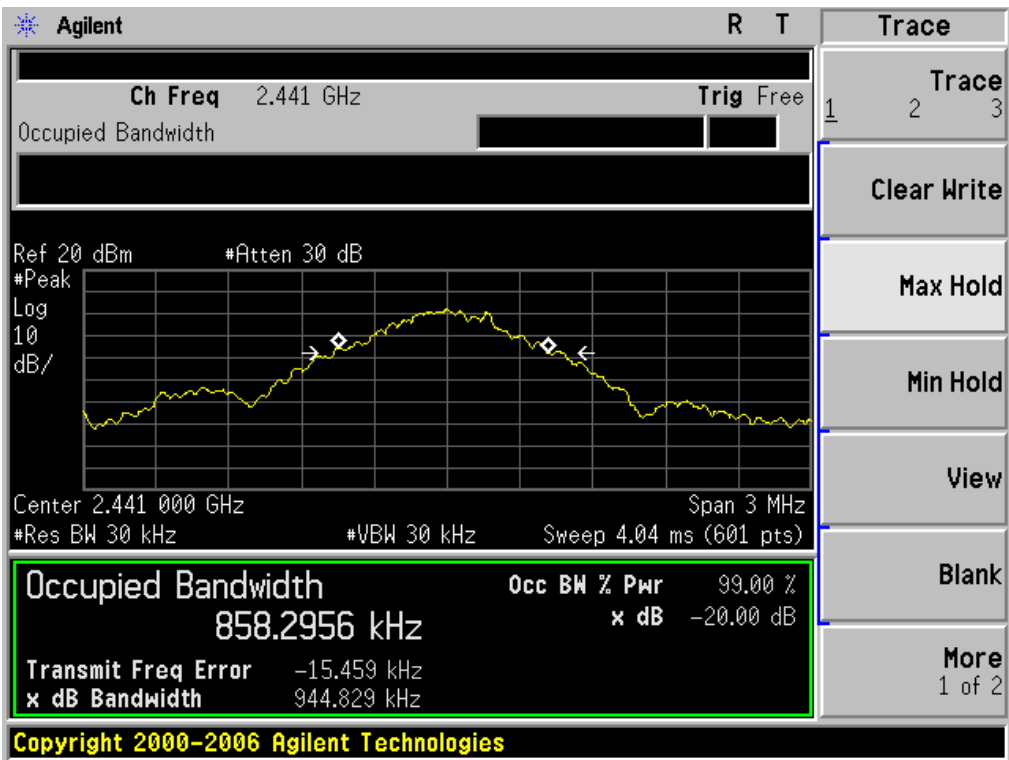 Agilent R T Trace
Ch Freq 2.441 GHz Trig Free
Occupied Bandwidth
Trace
1 2 3
Clear Write
Ref 20 dBm #Atten 30 dB
#Peak
Log
10
dB/
Max Hold
Min Hold
View
Center 2.441 000 GHz Span 3 MHz
#Res BW 30 kHz #VBW 30 kHz Sweep 4.04 ms (601 pts)
Occupied Bandwidth Occ BW % Pwr 99.00 %
858.2956 kHz x dB -20.00 dB
Transmit Freq Error -15.459 kHz
x dB Bandwidth 944.829 kHz
Blank
More
1 of 2
Copyright 2000-2006 Agilent Technologies